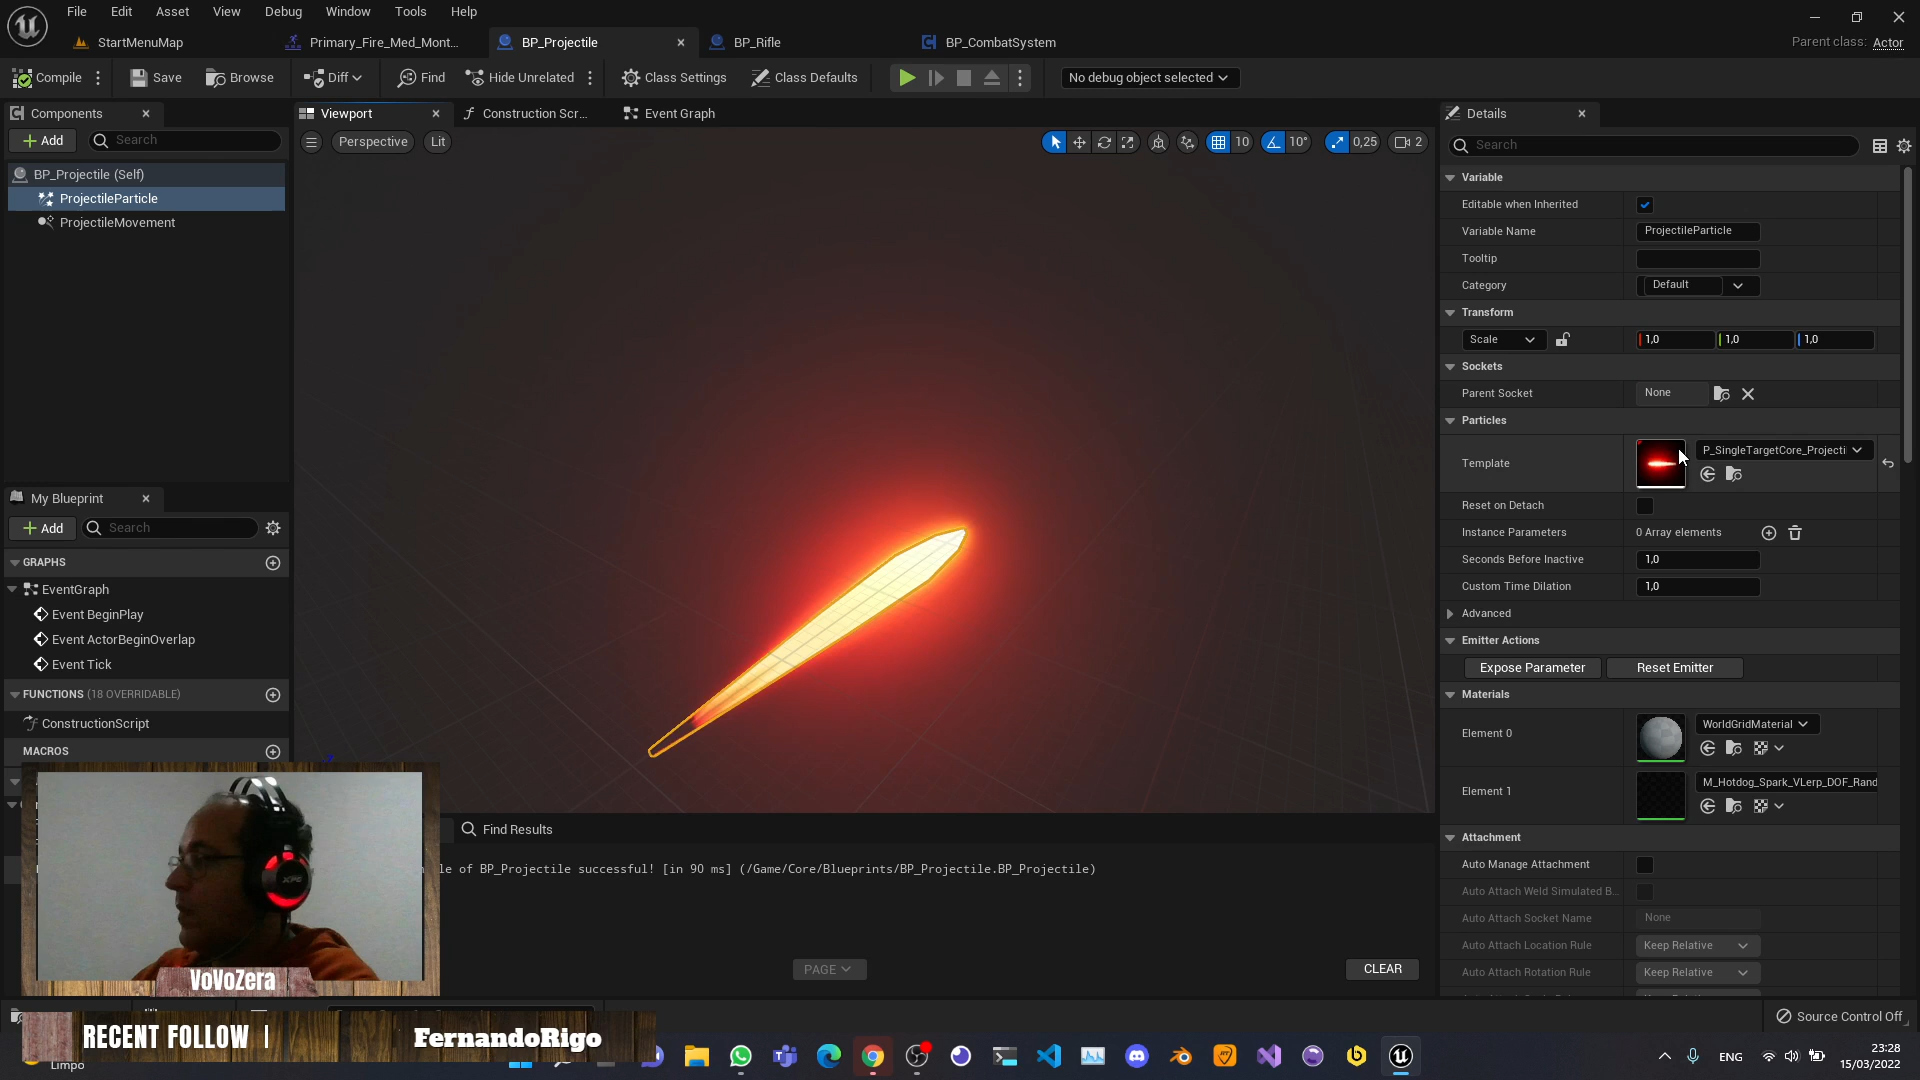 File Edit Asset View Debug Window Tools Help
StartMenuMap Primary_Fire_Med_Mont... BP_Projectile BP_Rifle BP_CombatSystem Parent class: Actor
Compile Save Browse Diff Find Hide Unrelated Class Settings Class Defaults No debug object selected
Components
Add Search
BP_Projectile (Self)
ProjectileParticle
ProjectileMovement
My Blueprint
Add Search
GRAPHS
EventGraph
Event BeginPlay
Event ActorBeginOverlap
Event Tick
FUNCTIONS (18 OVERRIDABLE)
ConstructionScript
MACROS
Viewport Construction Scr... Event Graph
Perspective Lit 10 10° 0,25 2
Find Results
le of BP_Projectile successful! [in 90 ms] (/Game/Core/Blueprints/BP_Projectile.BP_Projectile)
PAGE CLEAR
Details
Search
Variable
Editable when Inherited
Variable Name ProjectileParticle
Tooltip
Category Default
Transform
Scale 1,0 1,0 1,0
Sockets
Parent Socket None
Particles
Template P_SingleTargetCore_Projecti
Reset on Detach
Instance Parameters 0 Array elements
Seconds Before Inactive 1,0
Custom Time Dilation 1,0
Advanced
Emitter Actions
Expose Parameter Reset Emitter
Materials
Element 0 WorldGridMaterial
Element 1 M_Hotdog_Spark_VLerp_DOF_Rand
Attachment
Auto Manage Attachment
Auto Attach Weld Simulated B...
Auto Attach Socket Name None
Auto Attach Location Rule Keep Relative
Auto Attach Rotation Rule Keep Relative
Source Control Off
XPG
VoVoZera
RECENT FOLLOW | FernandoRigo
Limpo
ENG
23:28
15/03/2022